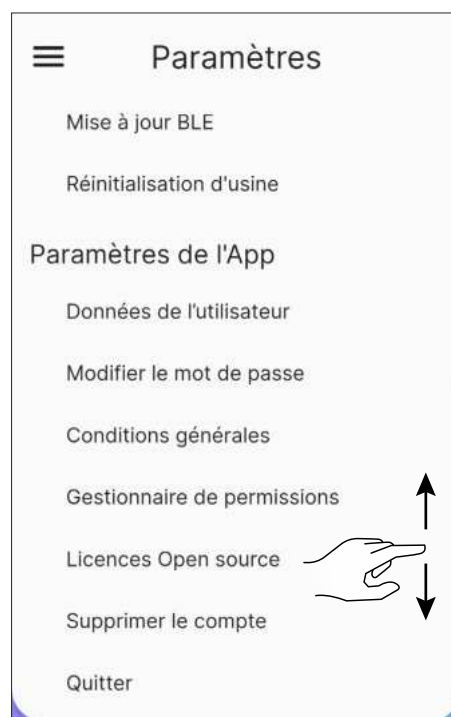 Paramètres
Mise à jour BLE
Réinitialisation d'usine
Paramètres de l'App
Données de l'utilisateur
Modifier le mot de passe
Conditions générales
Gestionnaire de permissions
Licences Open source
Supprimer le compte
Quitter